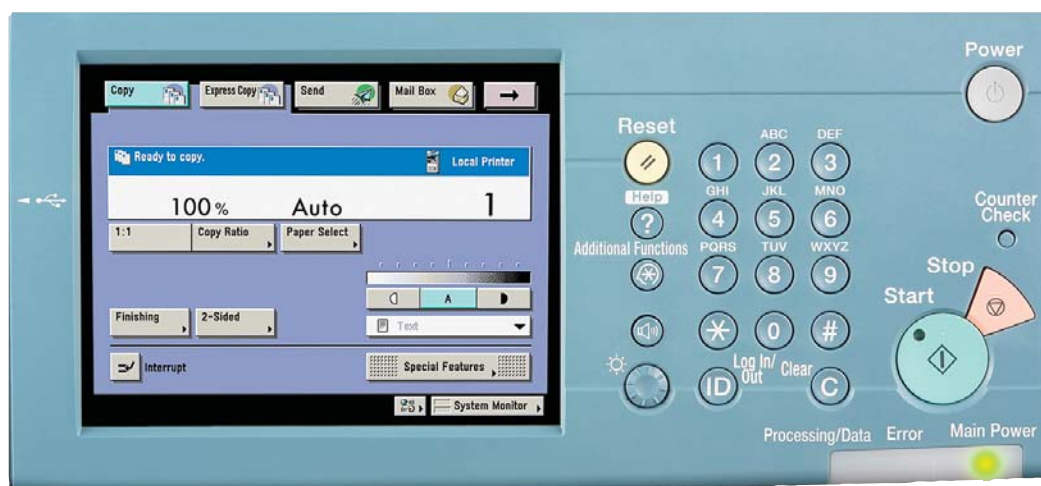 Power
Copy
Express Copy
Send
Mail Box
→
Reset
ABC
DEF
1
2
3
Ready to copy.
Local Printer
Help
GHI
JKL
MNO
100 %
Auto
1
?
4
5
6
Counter
Check
1:1
Copy Ratio
Paper Select
Additional Functions
PQRS
TUV
WXYZ
7
8
9
Stop
Start
A
Finishing
2-Sided
Text
0
#
Interrupt
Special Features
ID
Log In/
Out
Clear
C
System Monitor
Processing/Data
Error
Main Power